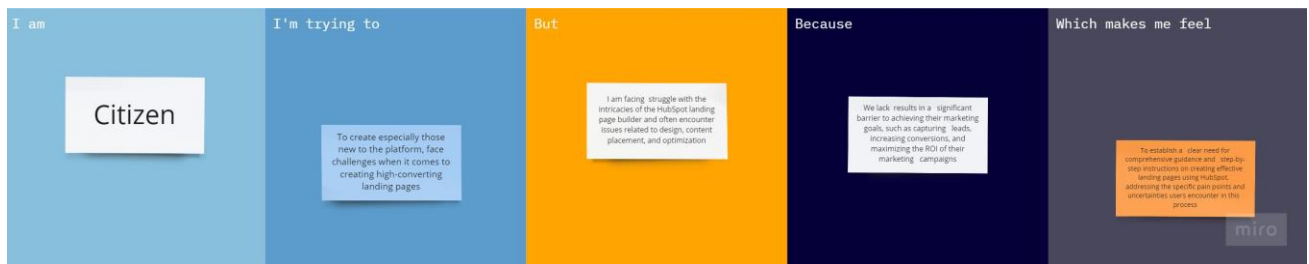 I am
Citizen
I'm trying to
To create especially those
new to the platform, face
challenges when it comes to
creating high-converting
landing pages
But
I am facing struggle with the
intricacies of the HubSpot landing
page builder and often encounter
issues related to design, content
placement, and optimization
Because
We lack results in a significant
barrier to achieving their marketing
goals, such as capturing leads,
increasing conversions, and
maximizing the ROI of their
marketing campaigns
Which makes me feel
To establish a clear need for
comprehensive guidance and step-by-
step instructions on creating effective
landing pages using HubSpot,
addressing the specific pain points and
uncertainties users encounter in this
process
miro